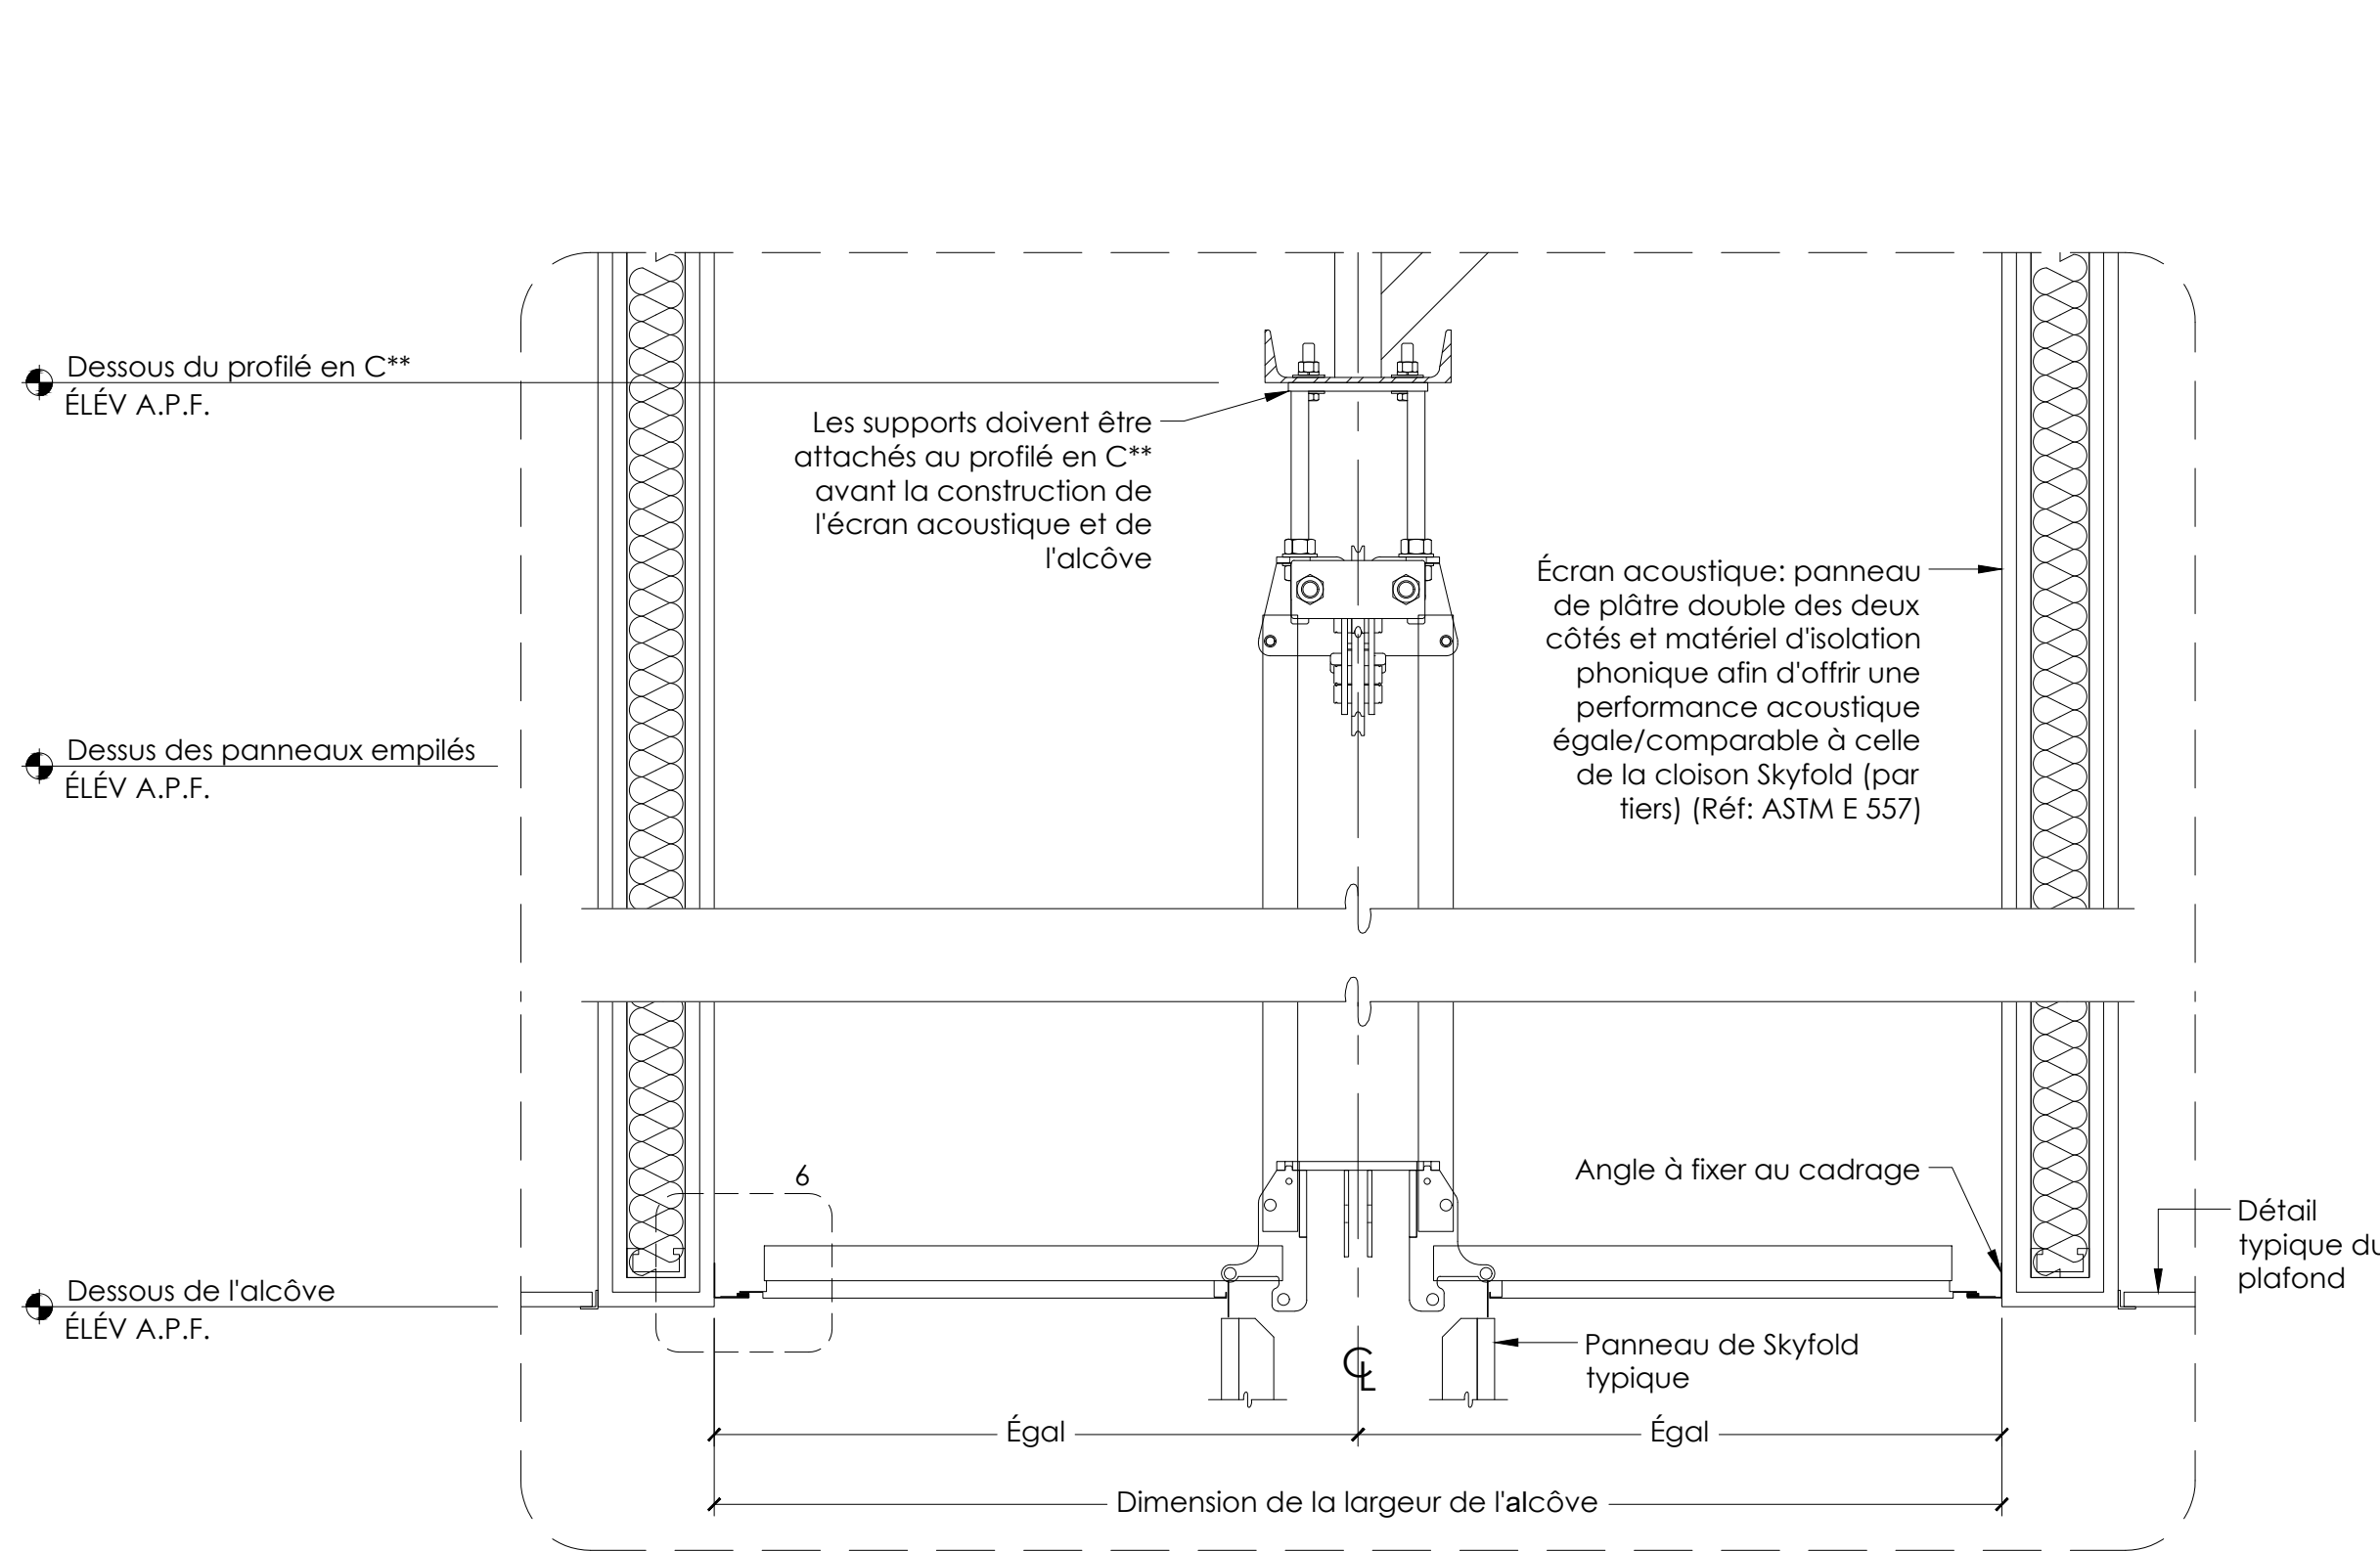 Dessous du profilé en C**
ÉLÉV A.P.F.
Les supports doivent être
attachés au profilé en C**
avant la construction de
l'écran acoustique et de
l'alcôve
Écran acoustique: panneau
de plâtre double des deux
côtés et matériel d'isolation
phonique afin d'offrir une
performance acoustique
égale/comparable à celle
de la cloison Skyfold (par
tiers) (Réf: ASTM E 557)
Dessus des panneaux empilés
ÉLÉV A.P.F.
6
Angle à fixer au cadrage
Détail
typique du
plafond
Dessous de l'alcôve
ÉLÉV A.P.F.
Panneau de Skyfold
typique
CL
Égal
Égal
Dimension de la largeur de l'alcôve